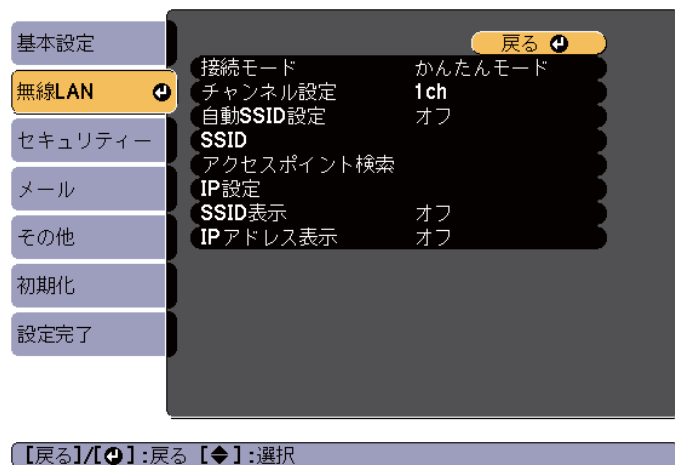 基本設定
無線LAN
セキュリティー
メール
その他
初期化
設定完了
戻る
接続モード かんたんモード
チャンネル設定 1ch
自動SSID設定 オフ
SSID
アクセスポイント検索
IP設定
SSID表示 オフ
IPアドレス表示 オフ
【戻る】/【】:戻る 【◆】:選択